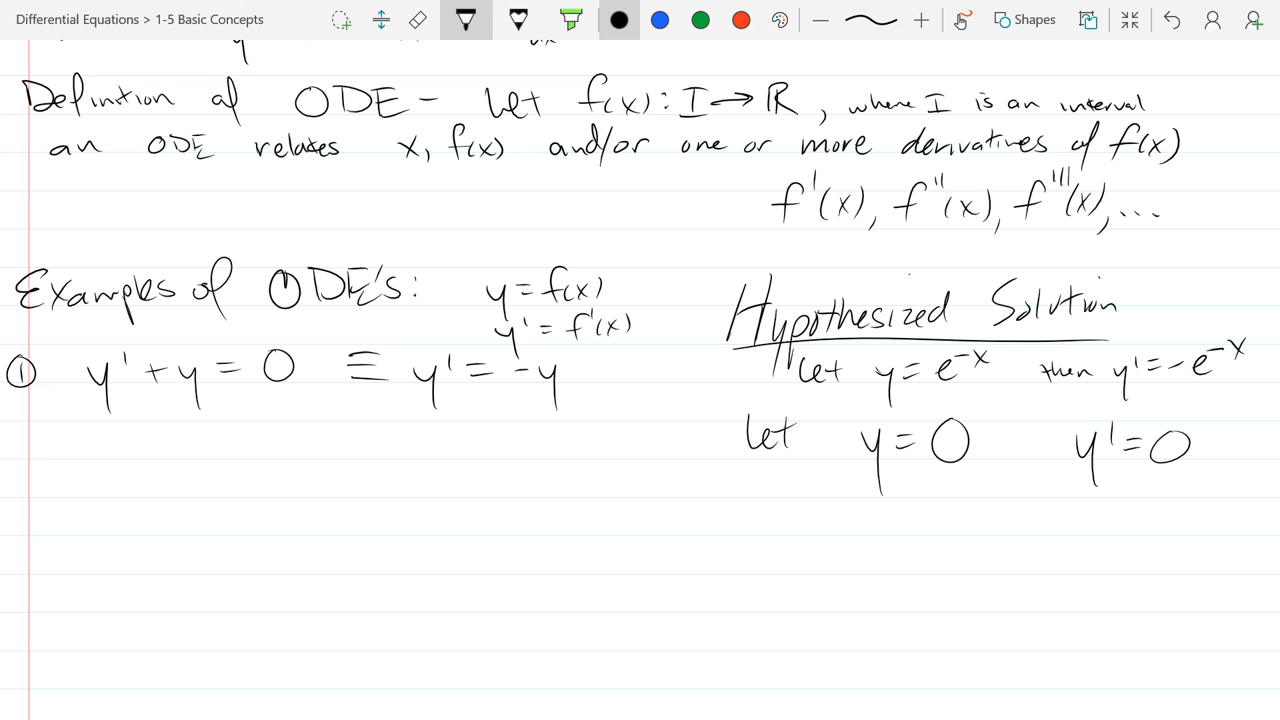 Differential Equations > 1-5 Basic Concepts
Shapes
Definition of ODE - Let f(x): I → ℝ, where I is an interval
an ODE relates x, f(x) and/or one or more derivatives of f(x)
f'(x), f''(x), f'''(x), ...
Examples of ODE's: y = f(x)
y' = f'(x)
① y' + y = 0 ≡ y' = -y
Hypothesized Solution
let y = e^{-x} then y' = -e^{-x}
let y = 0 y' = 0